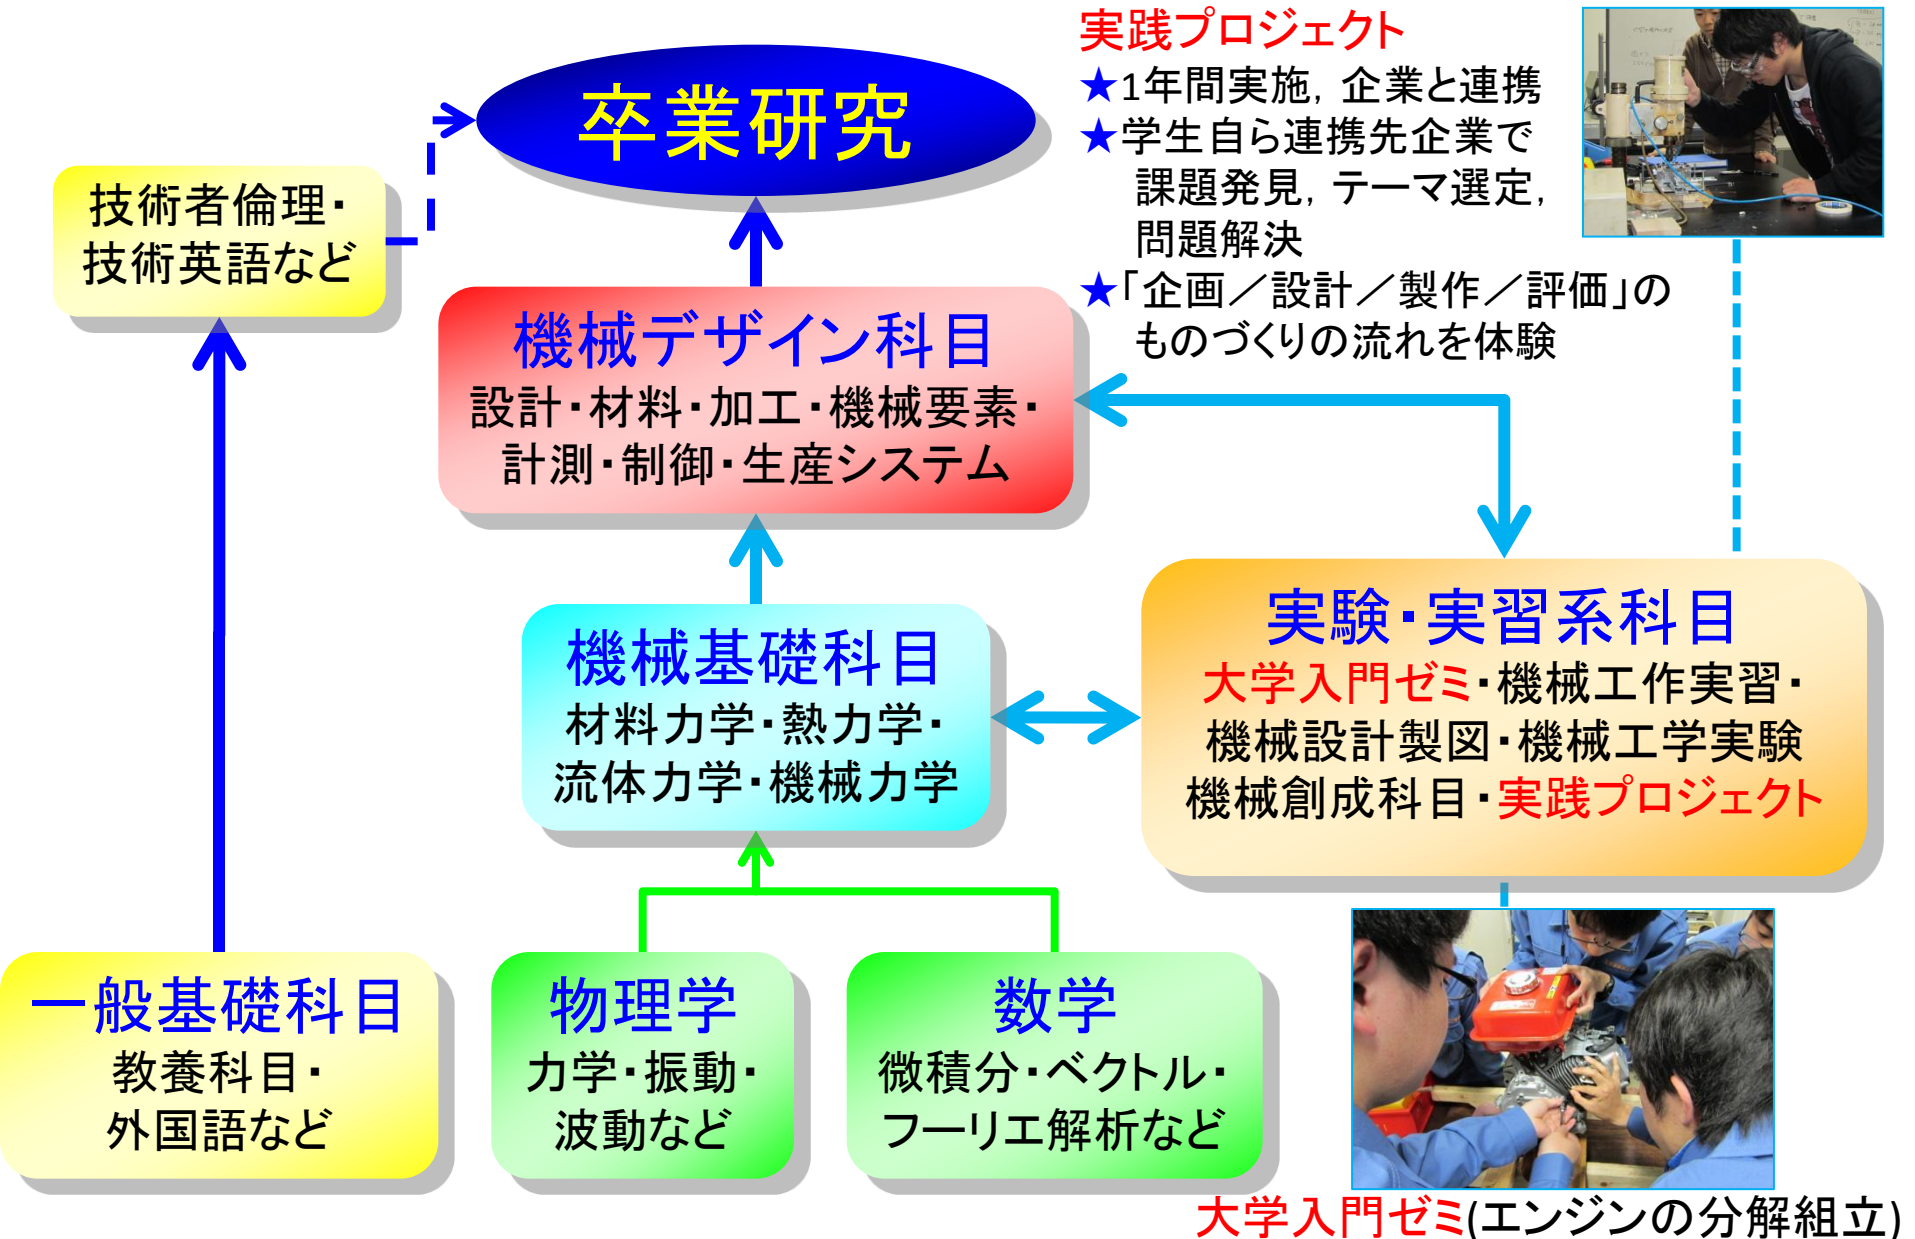 卒業研究
実践プロジェクト
★1年間実施，企業と連携
★学生自ら連携先企業で
課題発見，テーマ選定，
問題解決
★「企画／設計／製作／評価」の
ものづくりの流れを体験
技術者倫理・
技術英語など
機械デザイン科目
設計・材料・加工・機械要素・
計測・制御・生産システム
機械基礎科目
材料力学・熱力学・
流体力学・機械力学
実験・実習系科目
大学入門ゼミ・機械工作実習・
機械設計製図・機械工学実験
機械創成科目・実践プロジェクト
一般基礎科目
教養科目・
外国語など
物理学
力学・振動・
波動など
数学
微積分・ベクトル・
フーリエ解析など
大学入門ゼミ(エンジンの分解組立)